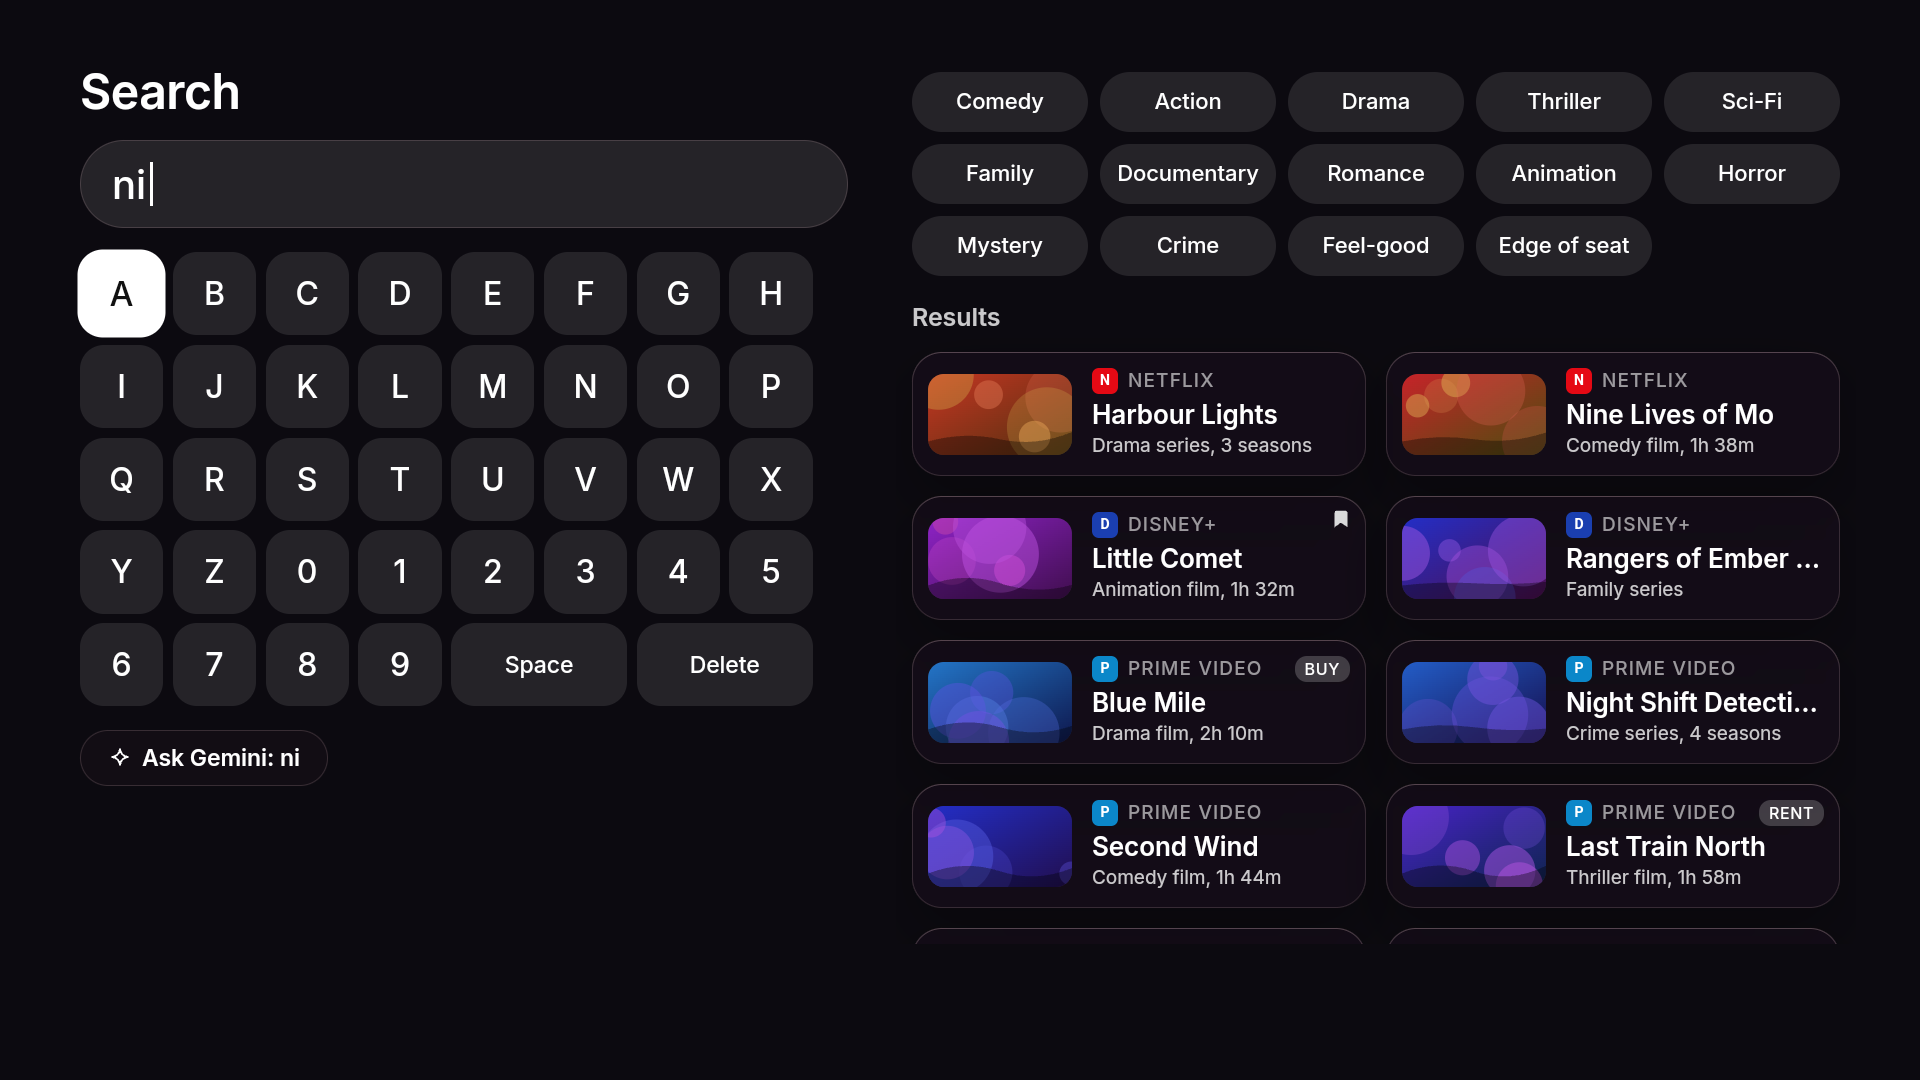 Search
ni
A B C D E F G H
I J K L M N O P
Q R S T U V W X
Y Z 0 1 2 3 4 5
6 7 8 9 Space Delete
Ask Gemini: ni
Comedy Action Drama Thriller Sci-Fi
Family Documentary Romance Animation Horror
Mystery Crime Feel-good Edge of seat
Results
N NETFLIX
Harbour Lights
Drama series, 3 seasons
N NETFLIX
Nine Lives of Mo
Comedy film, 1h 38m
D DISNEY+
Little Comet
Animation film, 1h 32m
D DISNEY+
Rangers of Ember ...
Family series
P PRIME VIDEO BUY
Blue Mile
Drama film, 2h 10m
P PRIME VIDEO
Night Shift Detecti...
Crime series, 4 seasons
P PRIME VIDEO
Second Wind
Comedy film, 1h 44m
P PRIME VIDEO RENT
Last Train North
Thriller film, 1h 58m